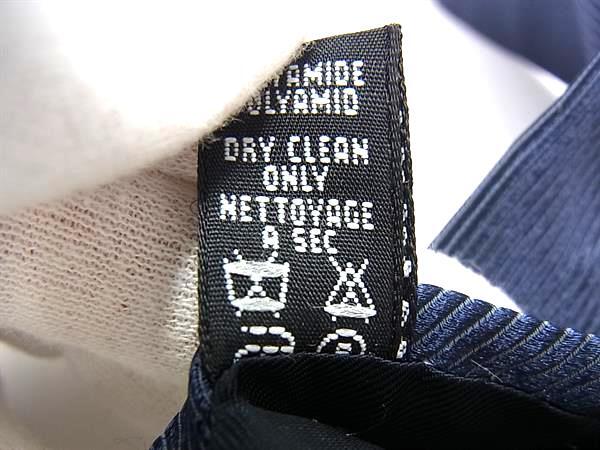 YAMIDE
OLYAMID
DRY CLEAN
ONLY
NETTOYAGE
A SEC